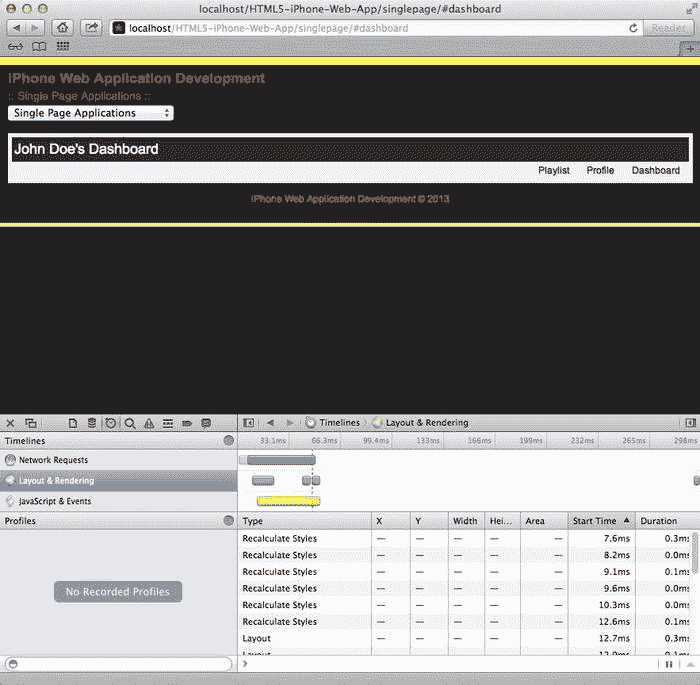 localhost/HTML5-iPhone-Web-App/singlepage/#dashboard
localhost/HTML5-iPhone-Web-App/singlepage/#dashboard
Reader
iPhone Web Application Development
:: Single Page Applications ::
Single Page Applications
John Doe's Dashboard
Playlist Profile Dashboard
iPhone Web Application Development © 2013
Timelines Layout & Rendering
Timelines 33.1ms 66.3ms 99.4ms 133ms 166ms 199ms 232ms 265ms 298ms
Network Requests
Layout & Rendering
JavaScript & Events
Profiles Type X Y Width Hei... Area Start Time Duration
Recalculate Styles — — — — — 7.6ms 0.3ms
Recalculate Styles — — — — — 8.2ms 0.0ms
Recalculate Styles — — — — — 9.1ms 0.1ms
Recalculate Styles — — — — — 9.6ms 0.0ms
No Recorded Profiles
Recalculate Styles — — — — — 10.3ms 0.0ms
Recalculate Styles — — — — — 12.6ms 0.1ms
Layout — — — — — 12.7ms 0.3ms